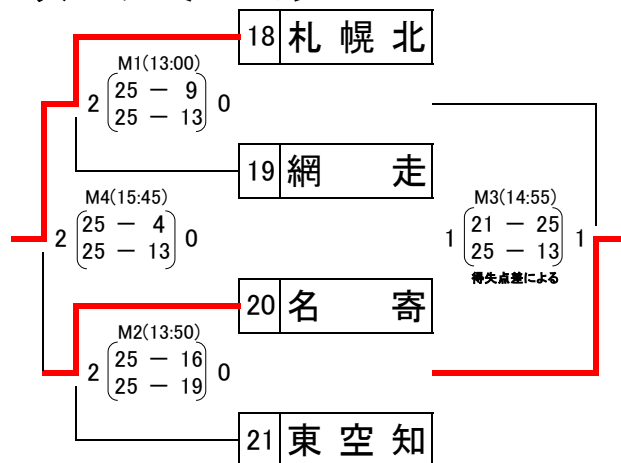 18 札幌北
M1(13:00)
2 25 － 9 0
25 － 13
19 網走
M4(15:45)
2 25 － 4 0
25 － 13
M3(14:55)
1 21 － 25 1
25 － 13
得失点差による
20 名寄
M2(13:50)
2 25 － 16 0
25 － 19
21 東空知